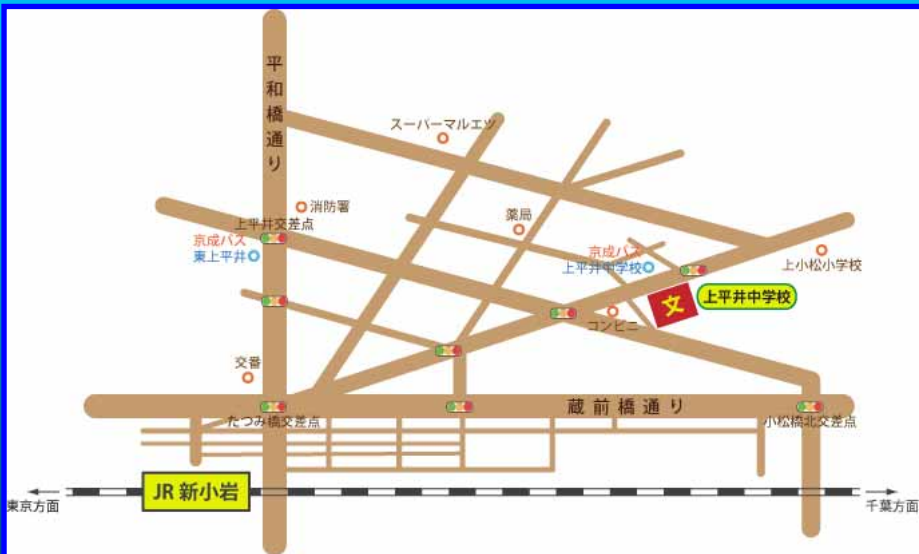 平和橋通り
スーパーマルエツ
消防署
上平井交差点
薬局
京成バス
東上平井
京成バス
上平井中学校
上小松小学校
文
上平井中学校
コンビニ
交番
蔵前橋通り
たつみ橋交差点
小松橋北交差点
JR 新小岩
東京方面
千葉方面